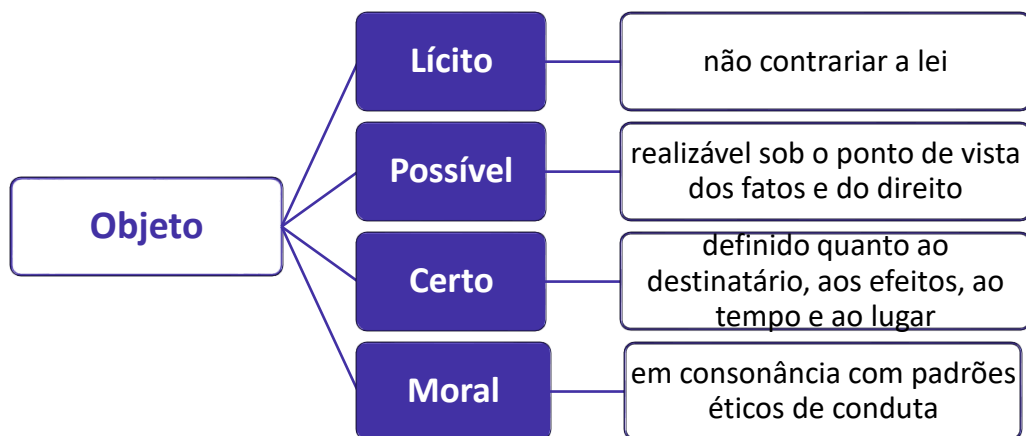 Objeto
Lícito
não contrariar a lei
Possível
realizável sob o ponto de vista
dos fatos e do direito
Certo
definido quanto ao
destinatário, aos efeitos, ao
tempo e ao lugar
Moral
em consonância com padrões
éticos de conduta